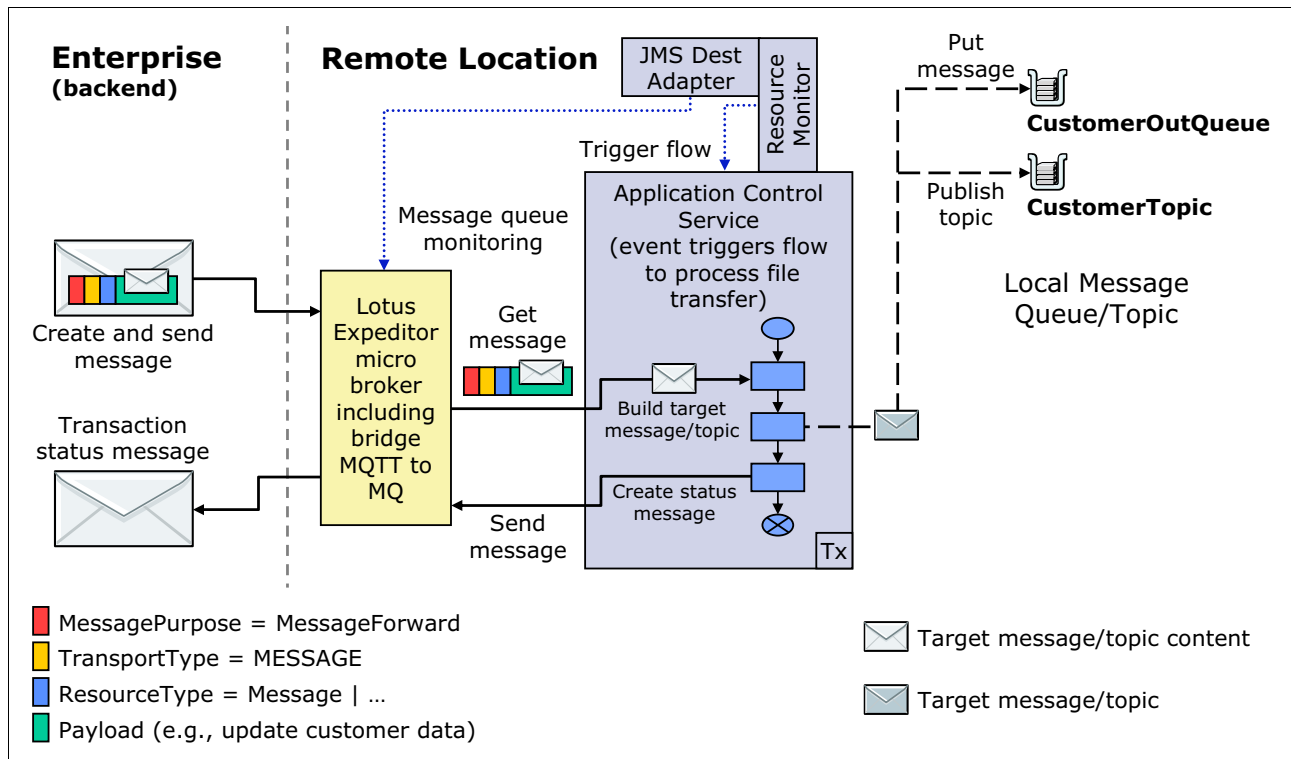 Enterprise
(backend)
Remote Location
JMS Dest
Adapter
Resource
Monitor
Put
message
CustomerOutQueue
Publish
topic
CustomerTopic
Local Message
Queue/Topic
Trigger flow
Message queue
monitoring
Application Control
Service
(event triggers flow
to process file
transfer)
Create and send
message
Lotus
Expeditor
micro
broker
including
bridge
MQTT to
MQ
Get
message
Build target
message/topic
Transaction
status message
Create status
message
Send
message
Tx
MessagePurpose = MessageForward
TransportType = MESSAGE
ResourceType = Message | …
Payload (e.g., update customer data)
Target message/topic content
Target message/topic